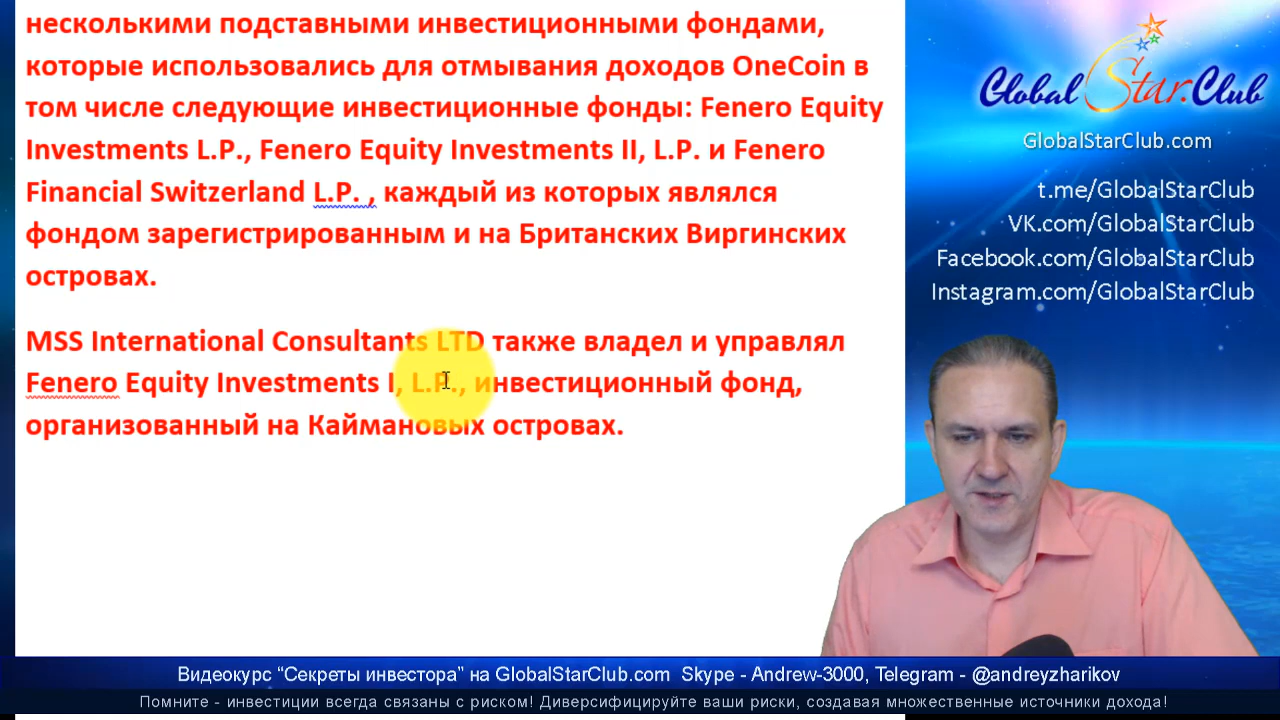 несколькими подставными инвестиционными фондами,
которые использовались для отмывания доходов OneCoin в
том числе следующие инвестиционные фонды: Fenero Equity
Investments L.P., Fenero Equity Investments II, L.P. и Fenero
Financial Switzerland L.P. , каждый из которых являлся
фондом зарегистрированным и на Британских Виргинских
островах.
MSS International Consultants LTD также владел и управлял
Fenero Equity Investments I, L.P., инвестиционный фонд,
организованный на Каймановых островах.
Global Star.Club
GlobalStarClub.com
t.me/GlobalStarClub
VK.com/GlobalStarClub
Facebook.com/GlobalStarClub
Instagram.com/GlobalStarClub
Видеокурс “Секреты инвестора” на GlobalStarClub.com Skype - Andrew-3000, Telegram - @andreyzharikov
Помните - инвестиции всегда связаны с риском! Диверсифицируйте ваши риски, создавая множественные источники дохода!